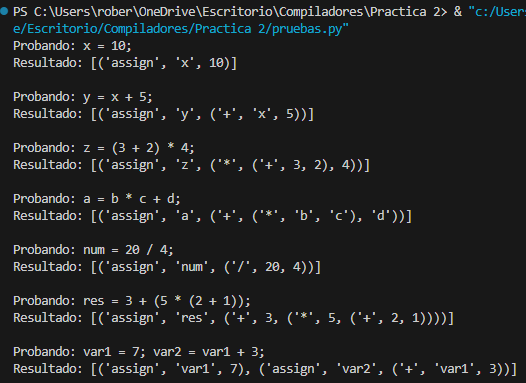 PS C:\Users\rober\OneDrive\Escritorio\Compiladores\Practica 2> & "c:/User
e/Escritorio/Compiladores/Practica 2/pruebas.py"
Probando: x = 10;
Resultado: [('assign', 'x', 10)]
Probando: y = x + 5;
Resultado: [('assign', 'y', ('+', 'x', 5))]
Probando: z = (3 + 2) * 4;
Resultado: [('assign', 'z', ('*', ('+', 3, 2), 4))]
Probando: a = b * c + d;
Resultado: [('assign', 'a', ('+', ('*', 'b', 'c'), 'd'))]
Probando: num = 20 / 4;
Resultado: [('assign', 'num', ('/', 20, 4))]
Probando: res = 3 + (5 * (2 + 1));
Resultado: [('assign', 'res', ('+', 3, ('*', 5, ('+', 2, 1))))]
Probando: var1 = 7; var2 = var1 + 3;
Resultado: [('assign', 'var1', 7), ('assign', 'var2', ('+', 'var1', 3))]